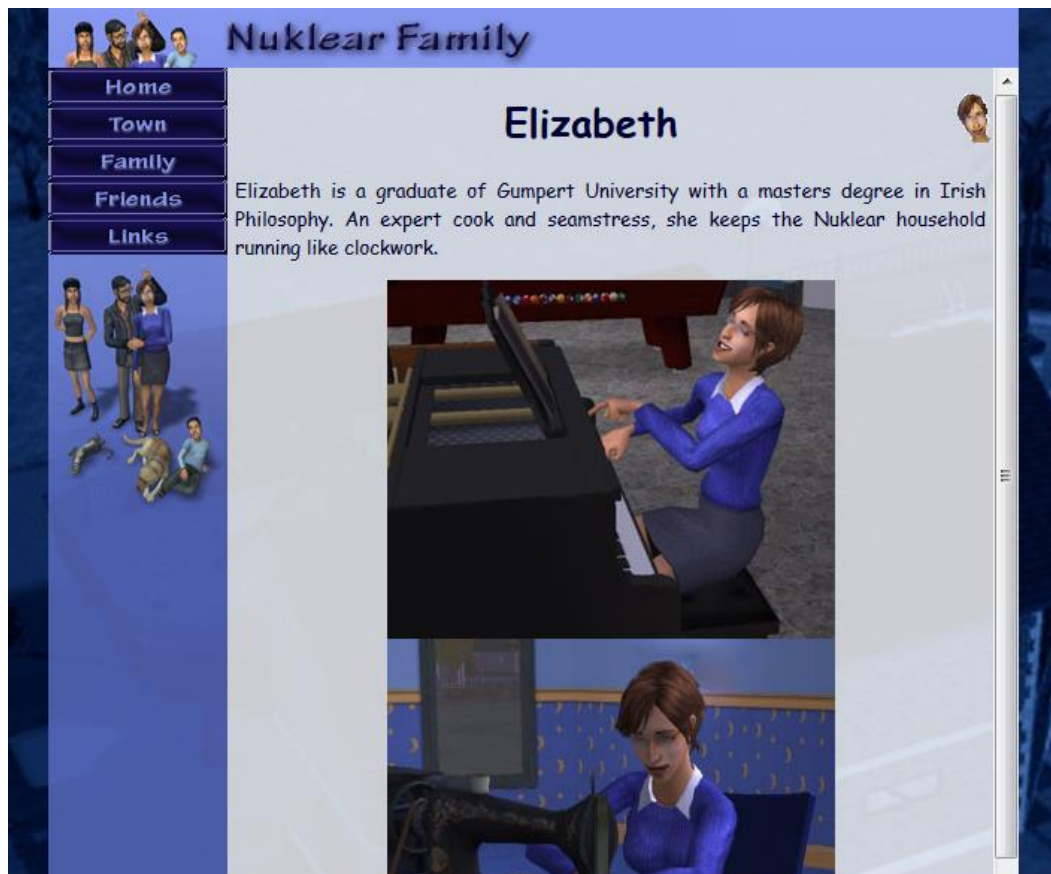 Nuklear Family
Home
Town
Family
Friends
Links
Elizabeth
Elizabeth is a graduate of Gumpert University with a masters degree in Irish
Philosophy. An expert cook and seamstress, she keeps the Nuklear household
running like clockwork.